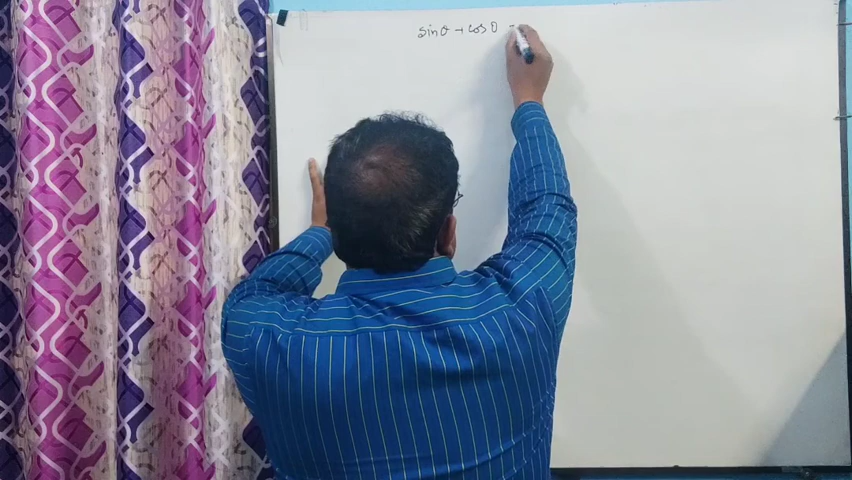 sinθ + cosθ =